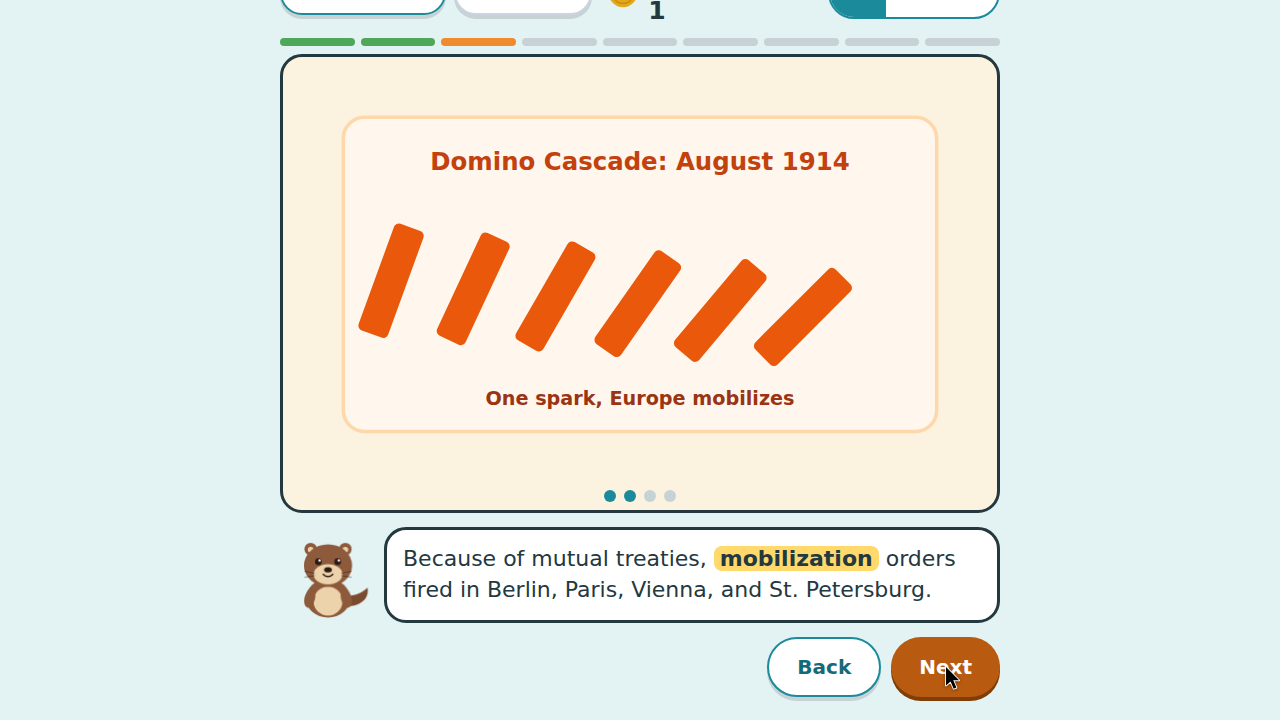 1
Domino Cascade: August 1914
One spark, Europe mobilizes
Because of mutual treaties, mobilization orders
fired in Berlin, Paris, Vienna, and St. Petersburg.
Back
Next